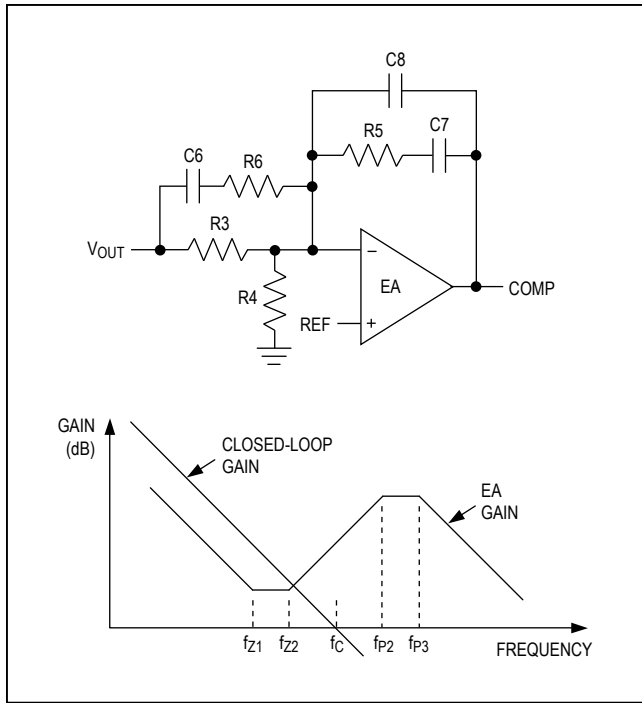 C8
R5
C7
C6
R6
VOUT
R3
R4
−
EA
COMP
REF
+
GAIN
(dB)
CLOSED-LOOP
GAIN
EA
GAIN
fZ1
fZ2
fC
fP2
fP3
FREQUENCY